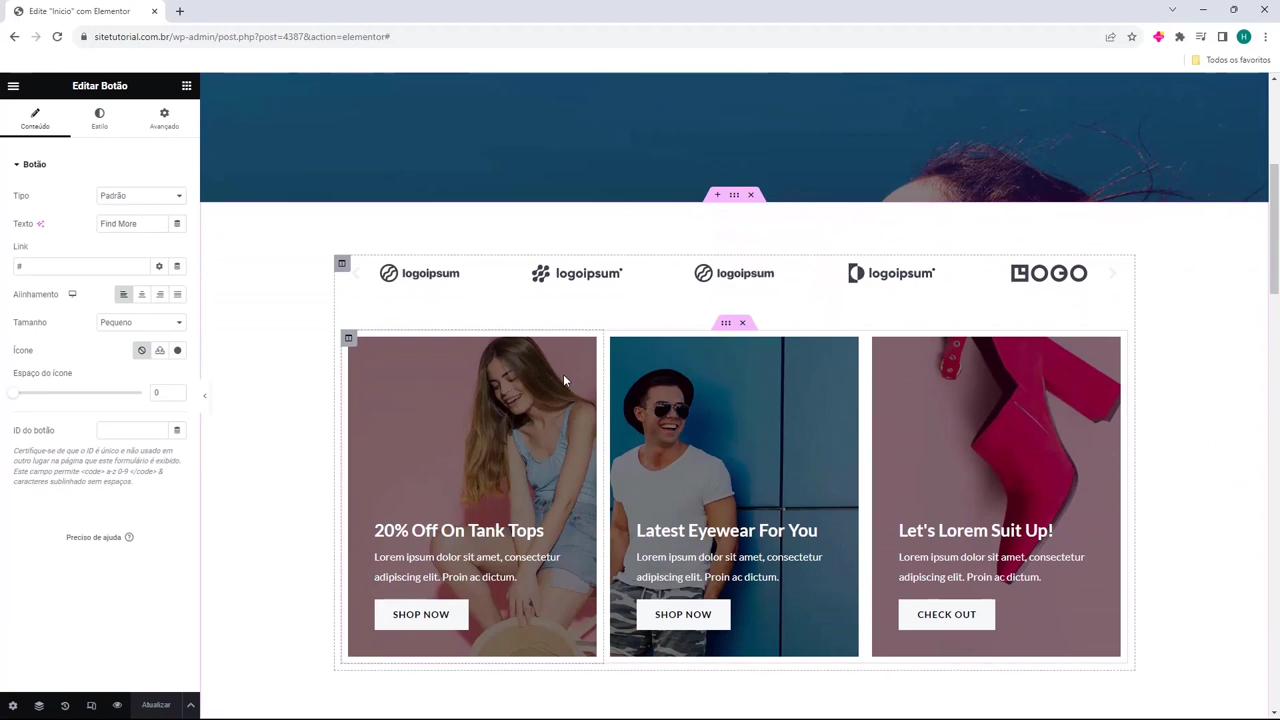 Edite "Inicio" com Elementor
sitetutorial.com.br/wp-admin/post.php?post=4387&action=elementor#
H
Todos os favoritos
Editar Botão
Conteúdo
Estilo
Avançado
Botão
Tipo
Padrão
Texto
Find More
Link
#
Alinhamento
Tamanho
Pequeno
Ícone
Espaço do ícone
0
ID do botão
Certifique-se de que o ID é único e não usado em
outro lugar na página que este formulário é exibido.
Este campo permite <code> a-z 0-9 </code> &
caracteres sublinhado sem espaços.
Preciso de ajuda
Atualizar
logoipsum
logoipsum
logoipsum
logoipsum
LOGO
20% Off On Tank Tops
Lorem ipsum dolor sit amet, consectetur
adipiscing elit. Proin ac dictum.
SHOP NOW
Latest Eyewear For You
Lorem ipsum dolor sit amet, consectetur
adipiscing elit. Proin ac dictum.
SHOP NOW
Let's Lorem Suit Up!
Lorem ipsum dolor sit amet, consectetur
adipiscing elit. Proin ac dictum.
CHECK OUT